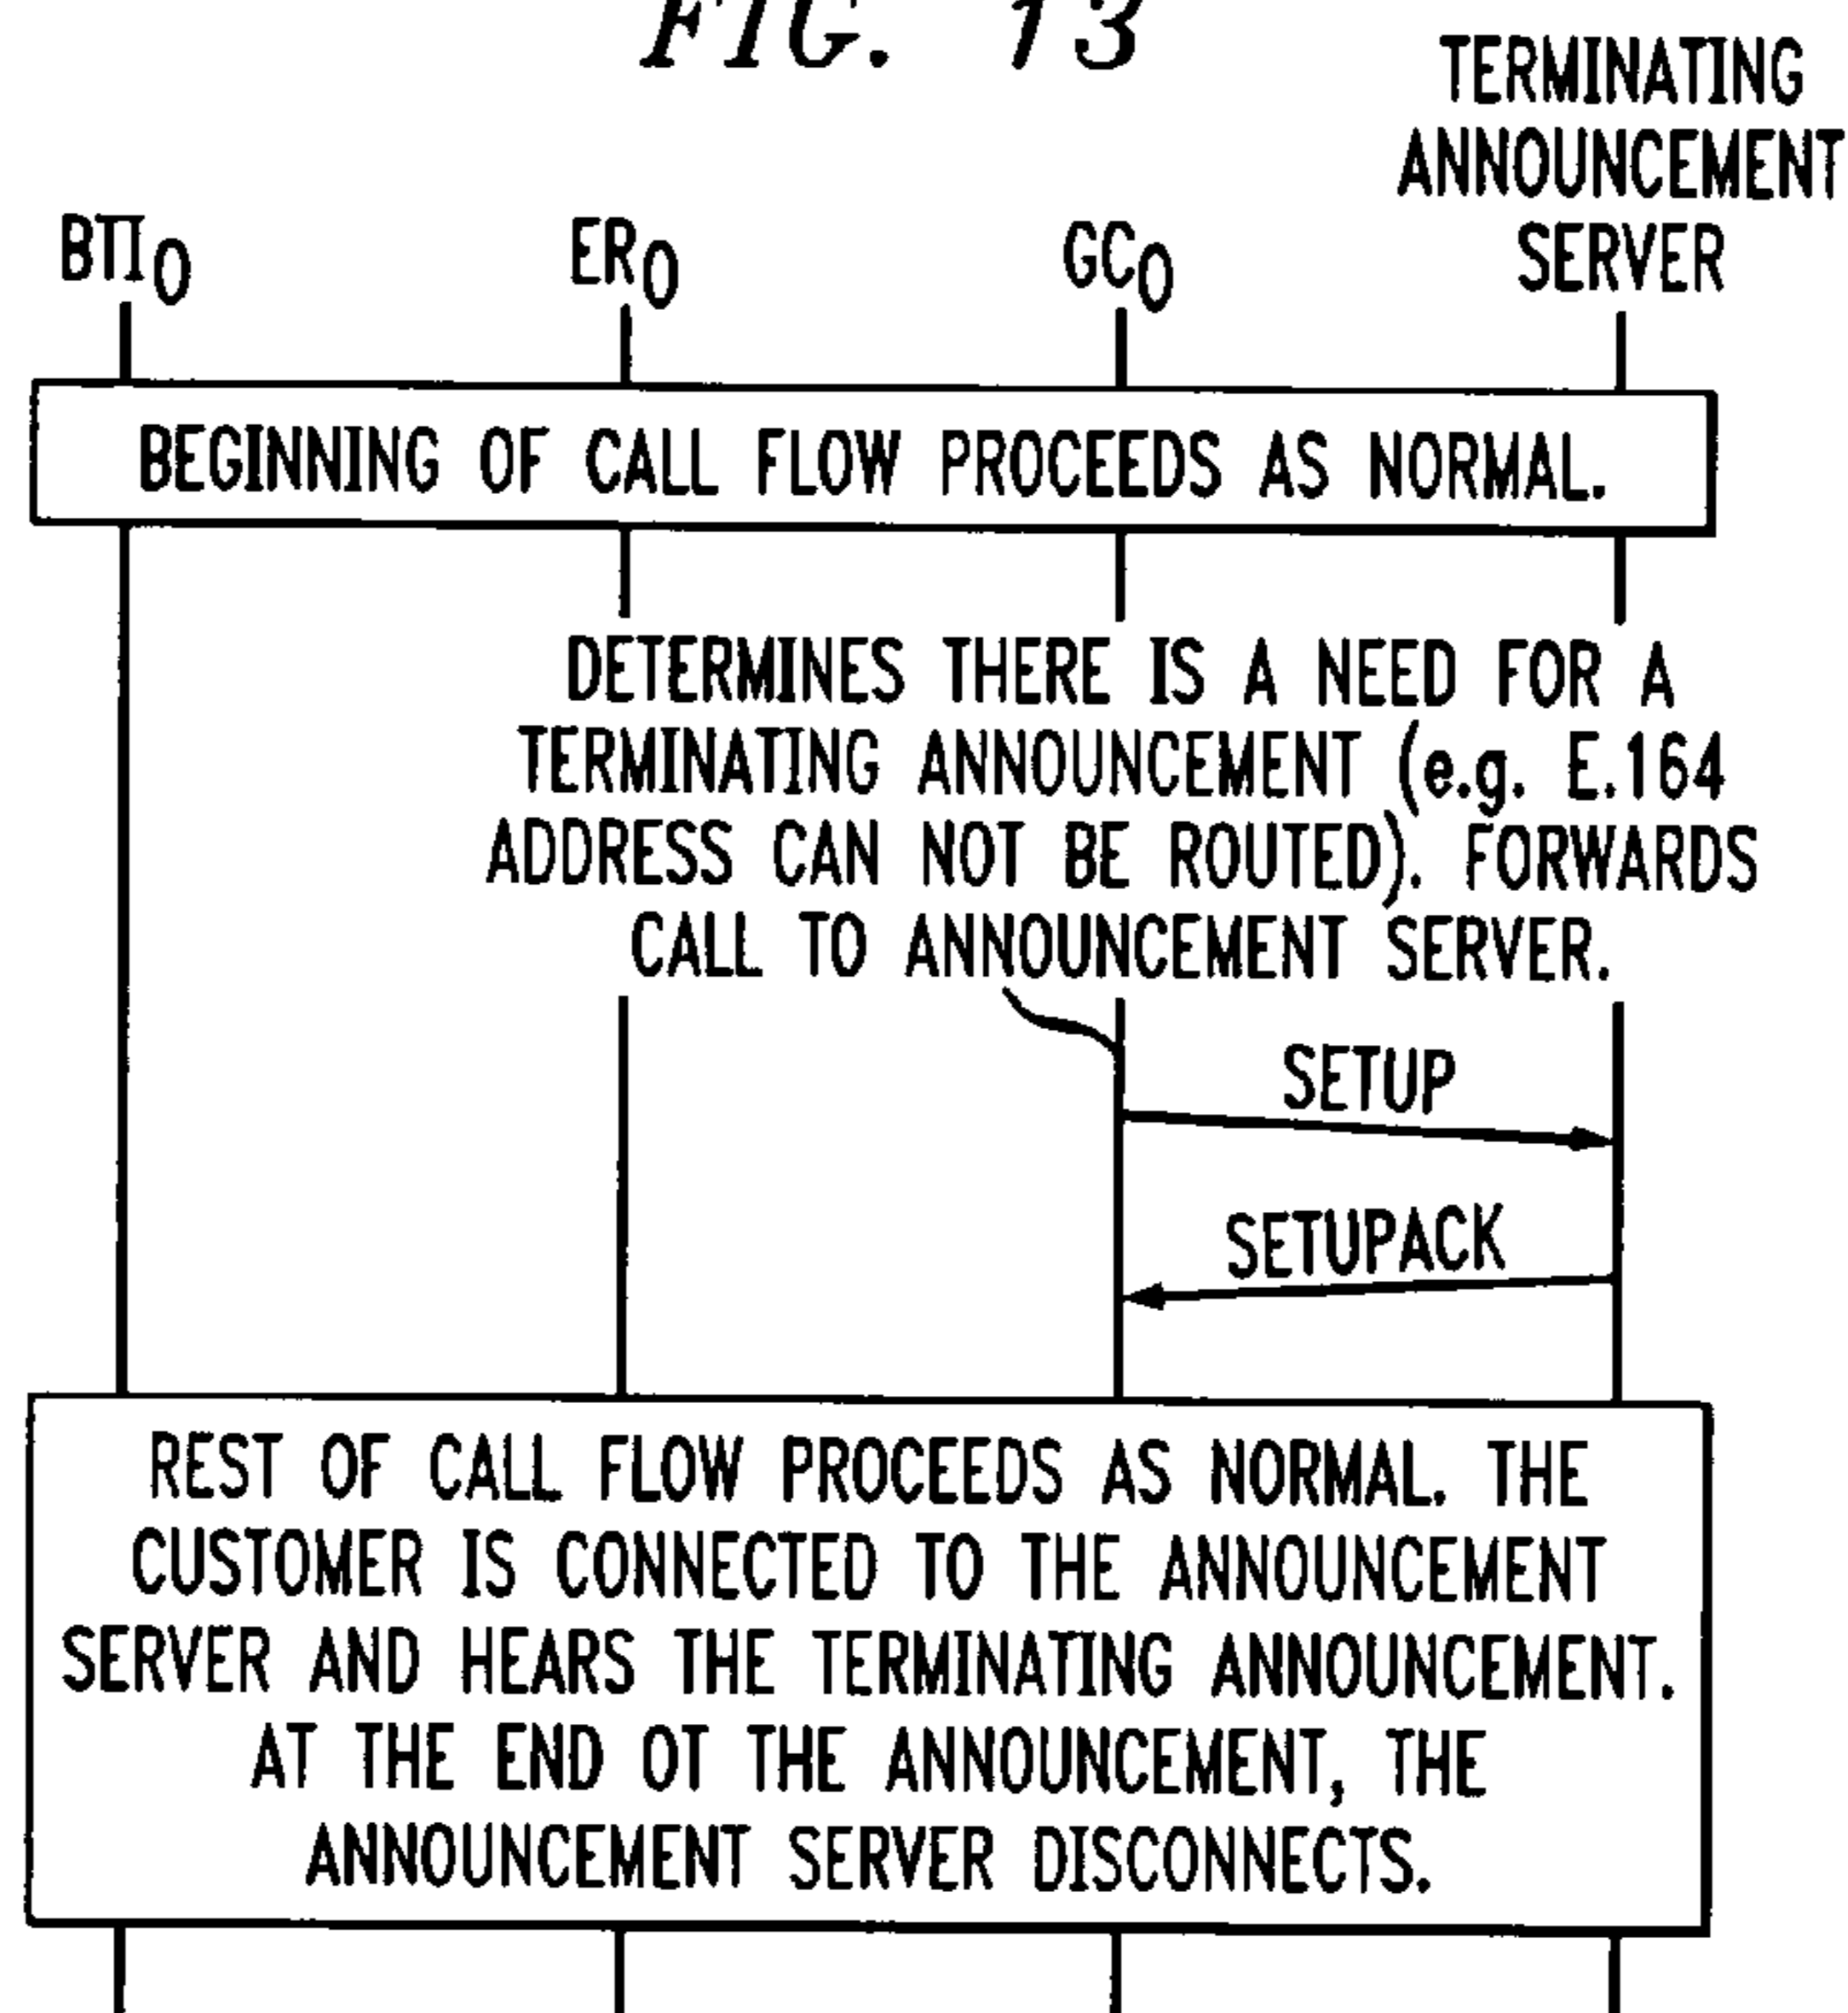 FIG. 13
TERMINATING
ANNOUNCEMENT
SERVER
BTI0
ER0
GC0
BEGINNING OF CALL FLOW PROCEEDS AS NORMAL.
DETERMINES THERE IS A NEED FOR A
TERMINATING ANNOUNCEMENT (e.g. E.164
ADDRESS CAN NOT BE ROUTED). FORWARDS
CALL TO ANNOUNCEMENT SERVER.
SETUP
SETUPACK
REST OF CALL FLOW PROCEEDS AS NORMAL. THE
CUSTOMER IS CONNECTED TO THE ANNOUNCEMENT
SERVER AND HEARS THE TERMINATING ANNOUNCEMENT.
AT THE END OT THE ANNOUNCEMENT, THE
ANNOUNCEMENT SERVER DISCONNECTS.